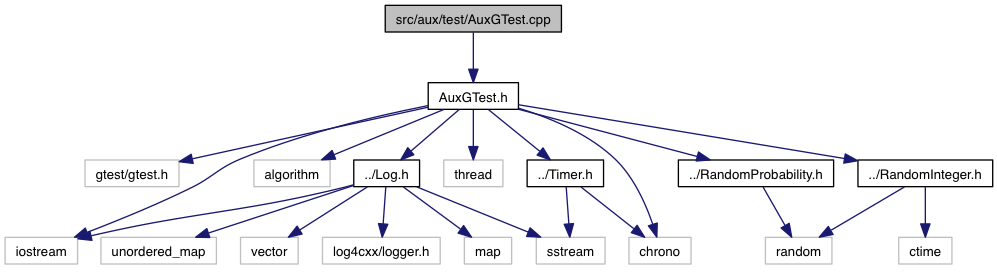 src/aux/test/AuxGTest.cpp
AuxGTest.h
gtest/gtest.h
algorithm
../Log.h
thread
../Timer.h
../RandomProbability.h
../RandomInteger.h
iostream
unordered_map
vector
log4cxx/logger.h
map
sstream
chrono
random
ctime